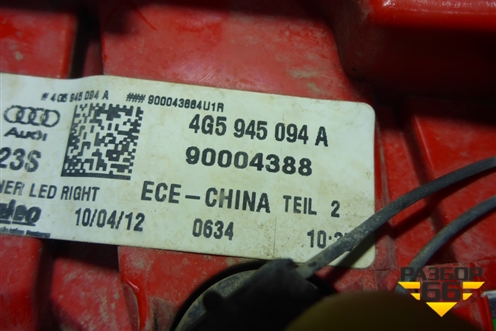 # 4G5 945 094 A ### 900043884U1R
Audi
4G5 945 094 A
23S
90004388
LED RIGHT
ECE-CHINA TEIL 2
10/04/12
0634
10:
РАЗБОР
66